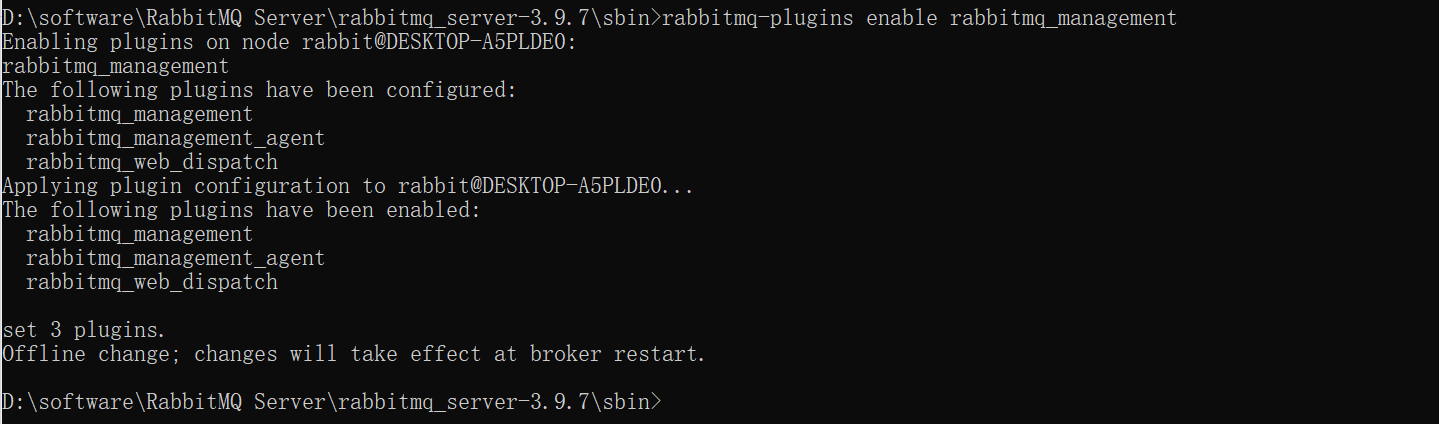 D:\software\RabbitMQ Server\rabbitmq_server-3.9.7\sbin>rabbitmq-plugins enable rabbitmq_management
Enabling plugins on node rabbit@DESKTOP-A5PLDE0:
rabbitmq_management
The following plugins have been configured:
  rabbitmq_management
  rabbitmq_management_agent
  rabbitmq_web_dispatch
Applying plugin configuration to rabbit@DESKTOP-A5PLDE0...
The following plugins have been enabled:
  rabbitmq_management
  rabbitmq_management_agent
  rabbitmq_web_dispatch
set 3 plugins.
Offline change; changes will take effect at broker restart.
D:\software\RabbitMQ Server\rabbitmq_server-3.9.7\sbin>